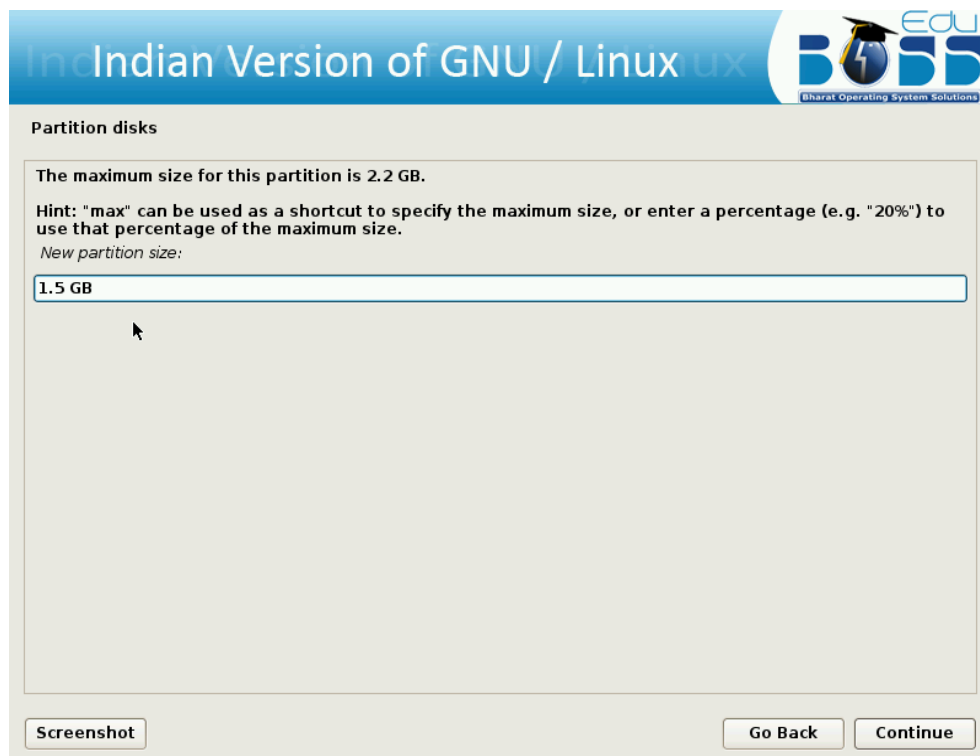 Indian Version of GNU / Linux
Edu
BOSS
Bharat Operating System Solutions
Partition disks
The maximum size for this partition is 2.2 GB.
Hint: "max" can be used as a shortcut to specify the maximum size, or enter a percentage (e.g. "20%") to
use that percentage of the maximum size.
New partition size:
1.5 GB
Screenshot
Go Back
Continue